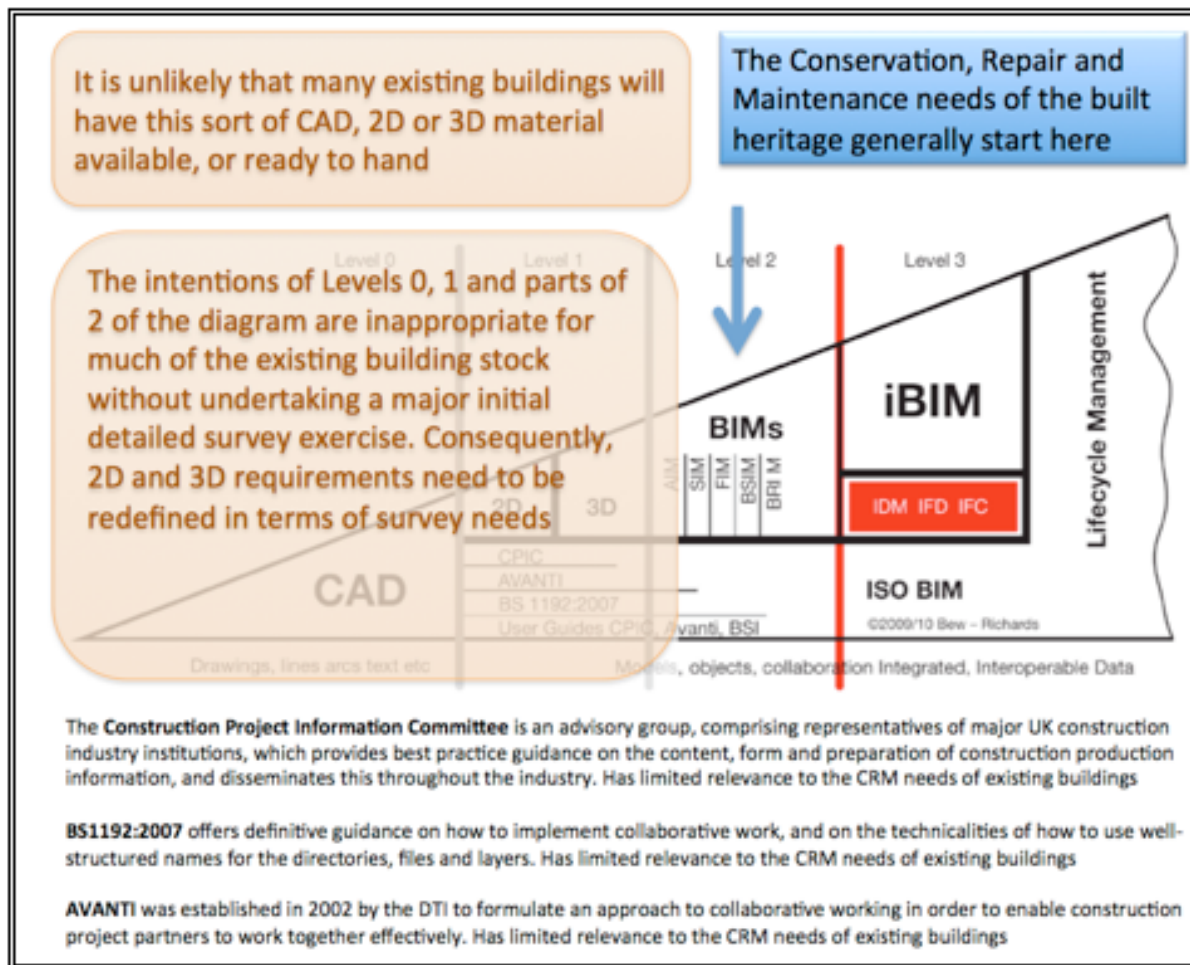 It is unlikely that many existing buildings will
have this sort of CAD, 2D or 3D material
available, or ready to hand
The Conservation, Repair and
Maintenance needs of the built
heritage generally start here
Level 0
Level 1
Level 2
Level 3
The intentions of Levels 0, 1 and parts of
2 of the diagram are inappropriate for
much of the existing building stock
without undertaking a major initial
detailed survey exercise. Consequently,
2D and 3D requirements need to be
redefined in terms of survey needs
BIMs
iBIM
Lifecycle Management
2D
3D
AIM
SIM
FIM
BSIM
BRIM
IDM IFD IFC
CAD
CPIC
AVANTI
BS 1192:2007
User Guides CPIC, Avanti, BSI
ISO BIM
©2009/10 Bew – Richards
Drawings, lines arcs text etc
Models, objects, collaboration Integrated, Interoperable Data
The Construction Project Information Committee is an advisory group, comprising representatives of major UK construction
industry institutions, which provides best practice guidance on the content, form and preparation of construction production
information, and disseminates this throughout the industry. Has limited relevance to the CRM needs of existing buildings
BS1192:2007 offers definitive guidance on how to implement collaborative work, and on the technicalities of how to use well-
structured names for the directories, files and layers. Has limited relevance to the CRM needs of existing buildings
AVANTI was established in 2002 by the DTI to formulate an approach to collaborative working in order to enable construction
project partners to work together effectively. Has limited relevance to the CRM needs of existing buildings